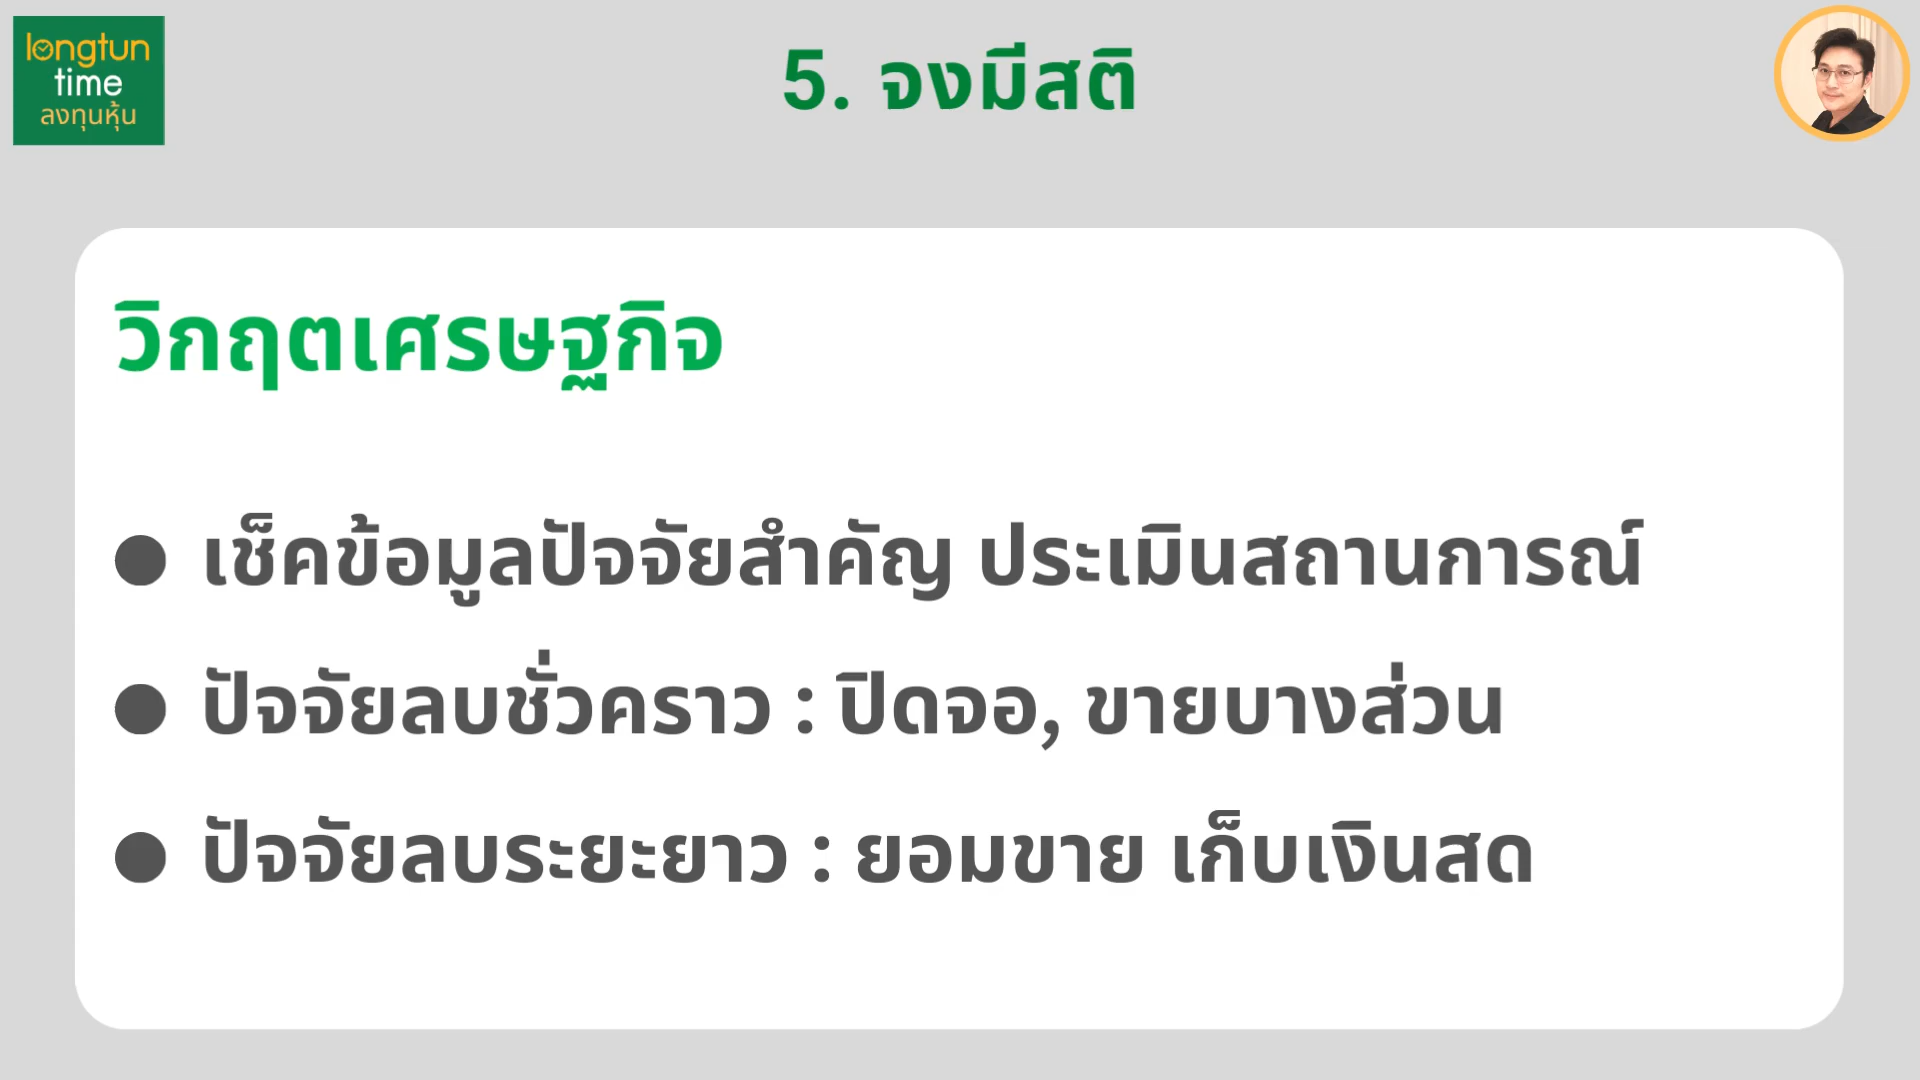 longtun
time
ลงทุนหุ้น
5. จงมีสติ
วิกฤตเศรษฐกิจ
● เช็คข้อมูลปัจจัยสำคัญ ประเมินสถานการณ์
● ปัจจัยลบชั่วคราว : ปิดจอ, ขายบางส่วน
● ปัจจัยลบระยะยาว : ยอมขาย เก็บเงินสด